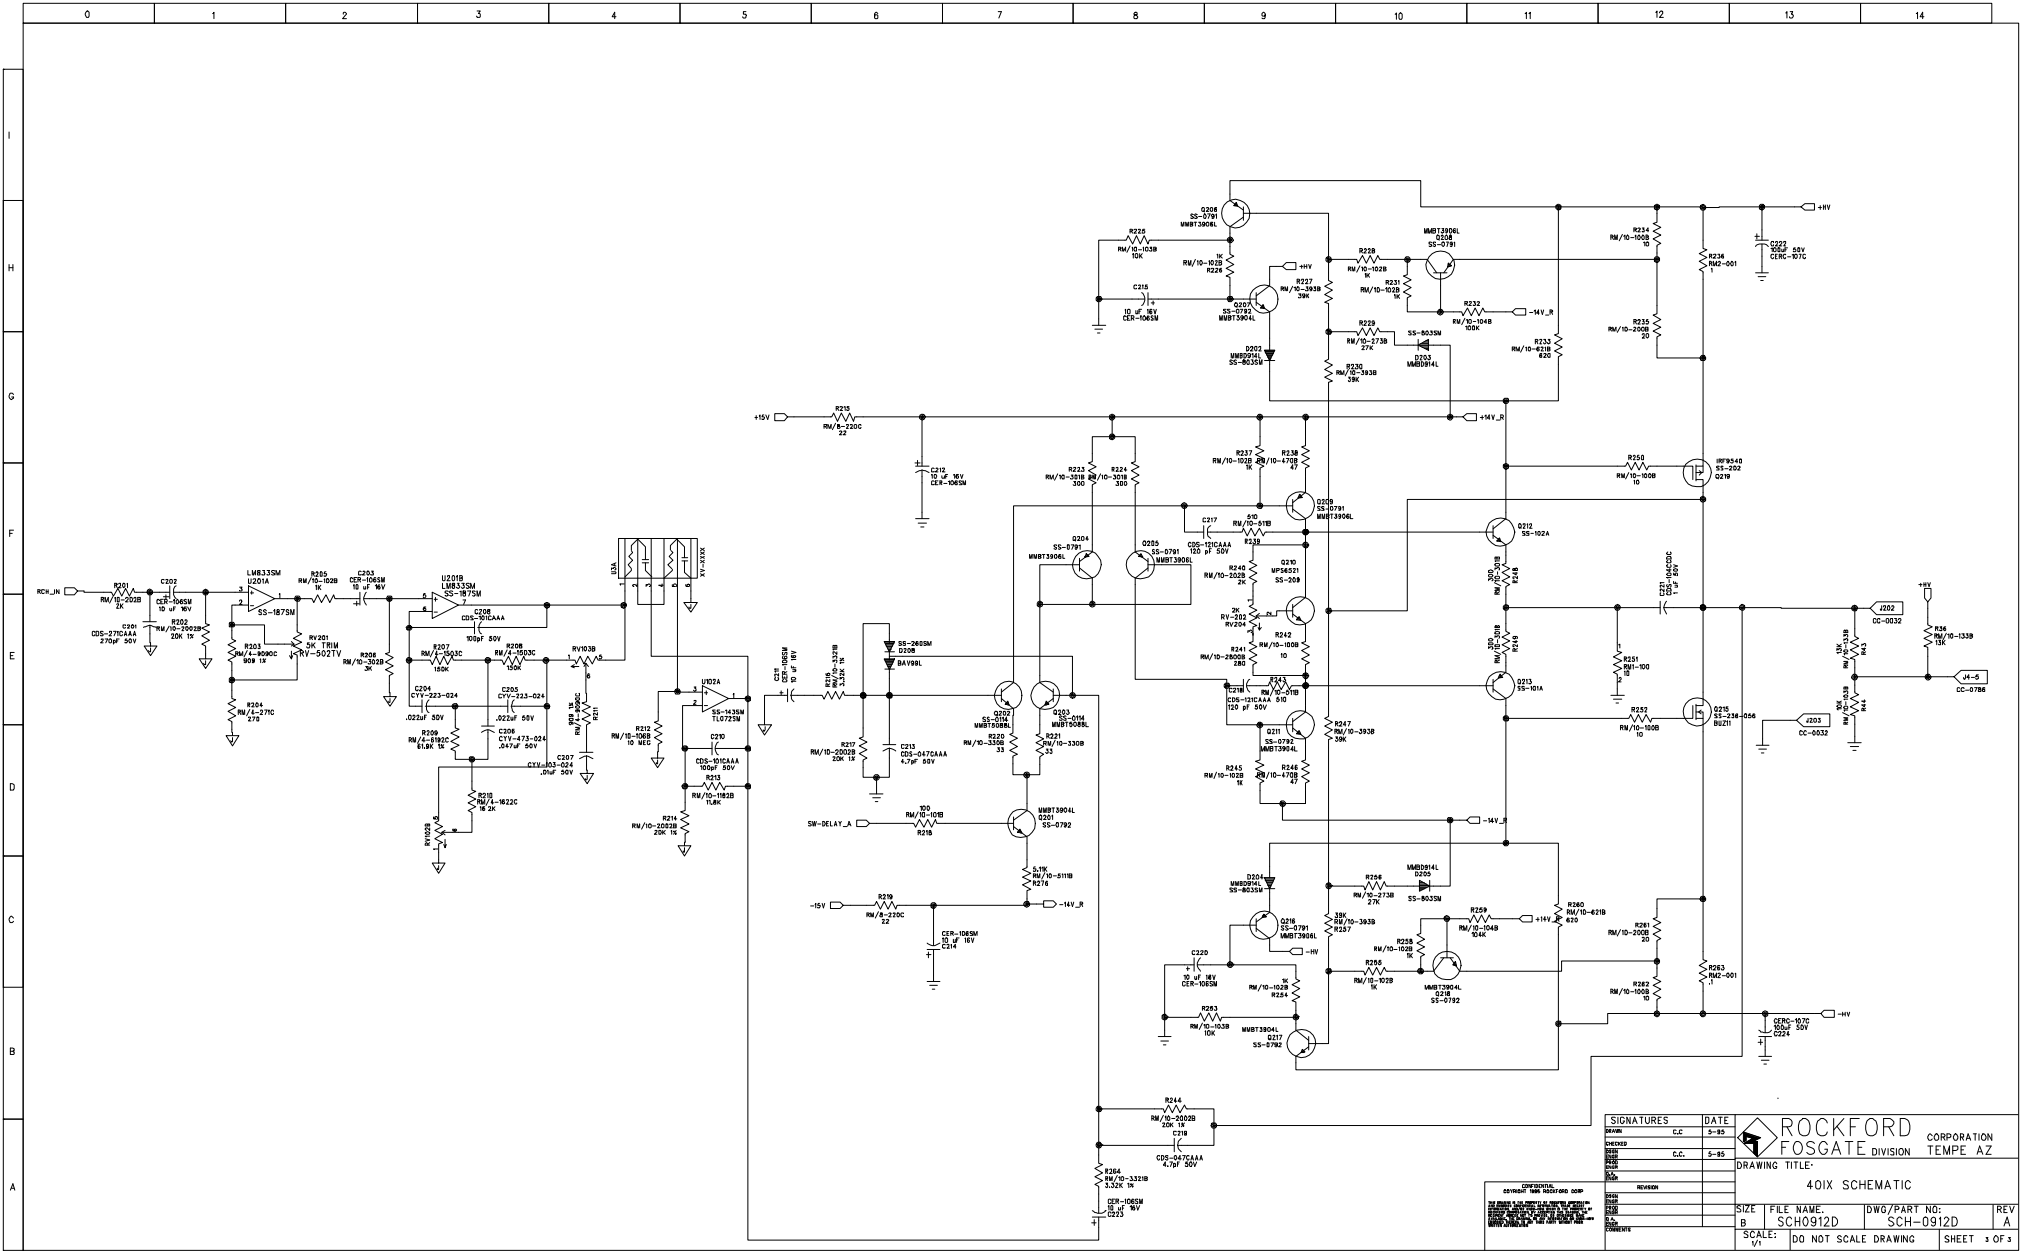 0 1 2 3 4 5 6 7 8 9 10 11 12 13 14
I
H
G
F
E
D
C
B
A
RCH_IN
R201
RM/10-202B
2K
C201
CDS-271CAAA
270pF 50V
C202
CER-106SM
10 uF 16V
R202
RM/10-2002B
20K 1%
LM833SM
U201A
SS-187SM
R203
RM/4-9090C
909 1%
R204
RM/4-271C
270
RV201
5K TRIM
RV-502TV
R205
RM/10-102B
1K
C203
CER-106SM
10 uF 16V
R206
RM/10-302B
3K
U201B
LM833SM
SS-187SM
C208
CDS-101CAAA
100pF 50V
R207
RM/4-1503C
150K
R208
RM/4-1503C
150K
C204
CYV-223-024
.022uF 50V
C205
CYV-223-024
.022uF 50V
C206
CYV-473-024
.047uF 50V
R209
RM/4-6192C
61.9K 1%
R210
RM/4-1622C
16 2K
RV102B
RV103B
R211
RM/4-9090C
909 1%
C207
CYV-103-024
.01uF 50V
U3A
XV-XXXX
1 2 3 4 5 6
R212
RM/10-106B
10 MEG
U102A
SS-143SM
TL072SM
C210
CDS-101CAAA
100pF 50V
R213
RM/10-1182B
11.8K
R214
RM/10-2002B
20K 1%
C211
CER-106SM
10 uF 16V
R216
RM/10-3321B
3.32K 1%
SS-260SM
D208
BAV99L
R217
RM/10-2002B
20K 1%
C213
CDS-047CAAA
4.7pF 50V
+15V
R215
RM/8-220C
22
C212
10 uF 16V
CER-106SM
Q202
SS-0114
MMBT5088L
Q203
SS-0114
MMBT5088L
R220
RM/10-330B
33
R221
RM/10-330B
33
MMBT3904L
Q201
SS-0792
SW-DELAY_A
100
RM/10-101B
R218
5.11K
RM/10-5111B
R276
-15V
R219
RM/8-220C
22
-14V_R
CER-106SM
10 uF 16V
C214
R223
RM/10-301B
300
R224
RM/10-301B
300
Q204
SS-0791
MMBT3906L
Q205
SS-0791
MMBT3906L
Q206
SS-0791
MMBT3906L
R225
RM/10-103B
10K
1K
RM/10-102B
R226
C215
10 uF 16V
CER-106SM
+HV
Q207
SS-0792
MMBT3904L
D202
MMBD914L
SS-803SM
R227
RM/10-393B
39K
R228
RM/10-102B
1K
MMBT3906L
Q208
SS-0791
R231
RM/10-102B
1K
R232
RM/10-104B
100K
-14V_R
R229
RM/10-273B
27K
SS-803SM
D203
MMBD914L
R230
RM/10-393B
39K
R233
RM/10-621B
620
R234
RM/10-100B
10
R235
RM/10-200B
20
R236
RM2-001
.1
+HV
C222
100uF 50V
CERC-107C
+14V_R
R237
RM/10-102B
1K
R238
RM/10-470B
47
Q209
SS-0791
MMBT3906L
C217
CDS-121CAAA
120 pF 50V
510
RM/10-511B
R239
R240
RM/10-202B
2K
Q210
MPS6521
SS-209
2K
RV-202
RV204
R241
RM/10-2800B
280
R242
RM/10-100B
10
C218
CDS-121CAAA
120 pF 50V
R243
RM/10-511B
510
Q211
SS-0792
MMBT3904L
R245
RM/10-102B
1K
R246
RM/10-470B
47
R247
RM/10-393B
39K
-14V_R
Q212
SS-102A
300
RM/10-301B
R248
300
RM/10-301B
R249
Q213
SS-101A
R250
RM/10-100B
10
IRF9540
SS-202
Q219
C221
CDS-104CCDC
.1 uF 50V
R251
RM1-100
10
R252
RM/10-100B
10
Q215
SS-236-056
BUZ11
J202
CC-0032
13K
RM/10-133B
R43
10K
RM/10-103B
R44
+HV
R36
RM/10-133B
13K
J4-5
CC-0786
J203
CC-0032
D204
MMBD914L
SS-803SM
Q216
SS-0791
MMBT3906L
-HV
C220
10 uF 16V
CER-106SM
1K
RM/10-102B
R254
R253
RM/10-103B
10K
MMBT3904L
Q217
SS-0792
R256
RM/10-273B
27K
MMBD914L
D205
SS-803SM
39K
RM/10-393B
R257
R258
RM/10-102B
1K
R259
RM/10-104B
104K
+14V_R
R255
RM/10-102B
1K
MMBT3904L
Q218
SS-0792
R260
RM/10-621B
620
R261
RM/10-200B
20
R262
RM/10-100B
10
R263
RM2-001
.1
-HV
CERC-107C
100uF 50V
C224
R244
RM/10-2002B
20K 1%
C219
CDS-047CAAA
4.7pF 50V
R264
RM/10-3321B
3.32K 1%
CER-106SM
10 uF 16V
C223
SIGNATURES DATE
DRAWN C.C 5-95
CHECKED
C.C. 5-95
REVISION
COMMENTS
CONFIDENTIAL
COPYRIGHT 1995 ROCKFORD CORP
ROCKFORD
FOSGATE DIVISION
CORPORATION
TEMPE AZ
DRAWING TITLE:
401X SCHEMATIC
SIZE
B
FILE NAME.
SCH0912D
DWG/PART NO:
SCH-0912D
REV
A
SCALE:
1/1
DO NOT SCALE DRAWING
SHEET 3 OF 3